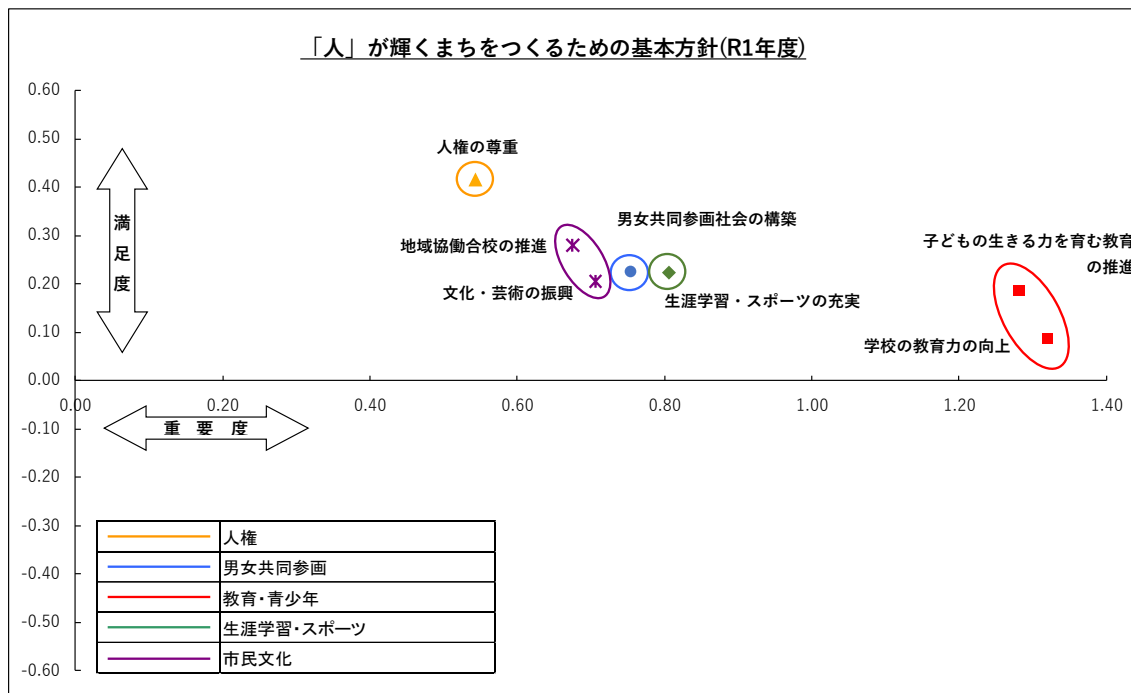 「人」が輝くまちをつくるための基本方針(R1年度)
0.60
0.50
0.40
0.30
0.20
0.10
0.00
-0.10
-0.20
-0.30
-0.40
-0.50
-0.60
満足度
人権の尊重
男女共同参画社会の構築
地域協働合校の推進
子どもの生きる力を育む教育
の推進
文化・芸術の振興
生涯学習・スポーツの充実
学校の教育力の向上
0.00 0.20 0.40 0.60 0.80 1.00 1.20 1.40
重 要 度
人権
男女共同参画
教育・青少年
生涯学習・スポーツ
市民文化